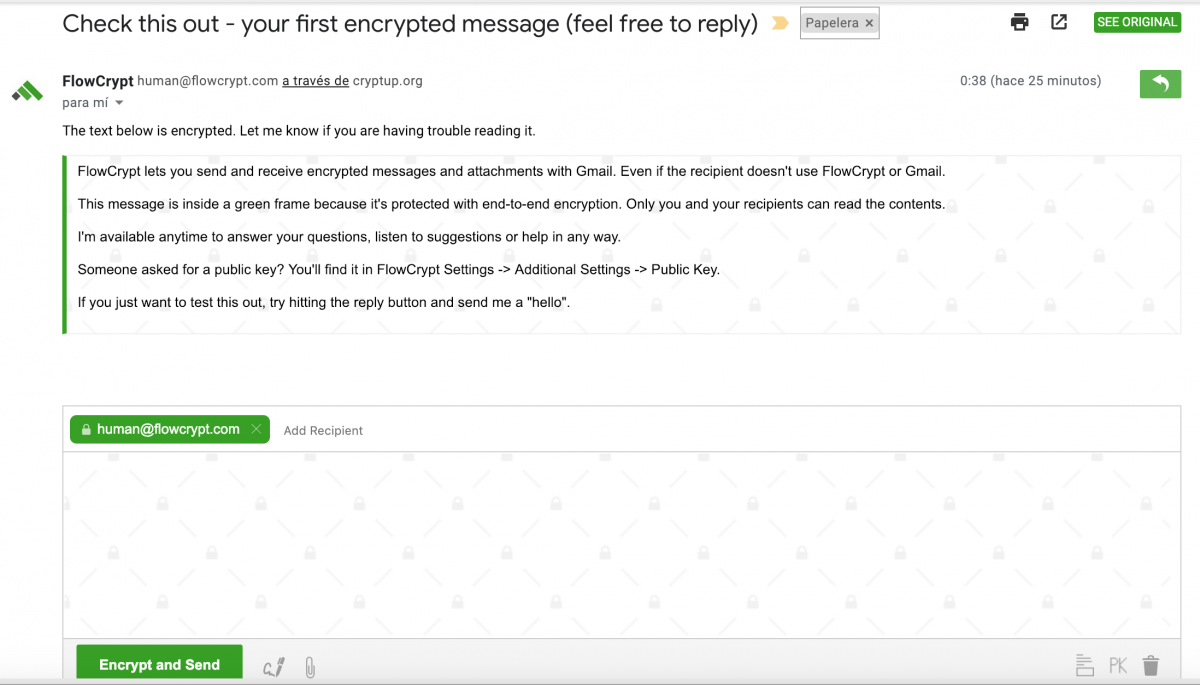 Check this out - your first encrypted message (feel free to reply) Papelera × SEE ORIGINAL
FlowCrypt human@flowcrypt.com a través de cryptup.org 0:38 (hace 25 minutos)
para mí
The text below is encrypted. Let me know if you are having trouble reading it.
FlowCrypt lets you send and receive encrypted messages and attachments with Gmail. Even if the recipient doesn't use FlowCrypt or Gmail.
This message is inside a green frame because it's protected with end-to-end encryption. Only you and your recipients can read the contents.
I'm available anytime to answer your questions, listen to suggestions or help in any way.
Someone asked for a public key? You'll find it in FlowCrypt Settings -> Additional Settings -> Public Key.
If you just want to test this out, try hitting the reply button and send me a "hello".
human@flowcrypt.com Add Recipient
Encrypt and Send PK